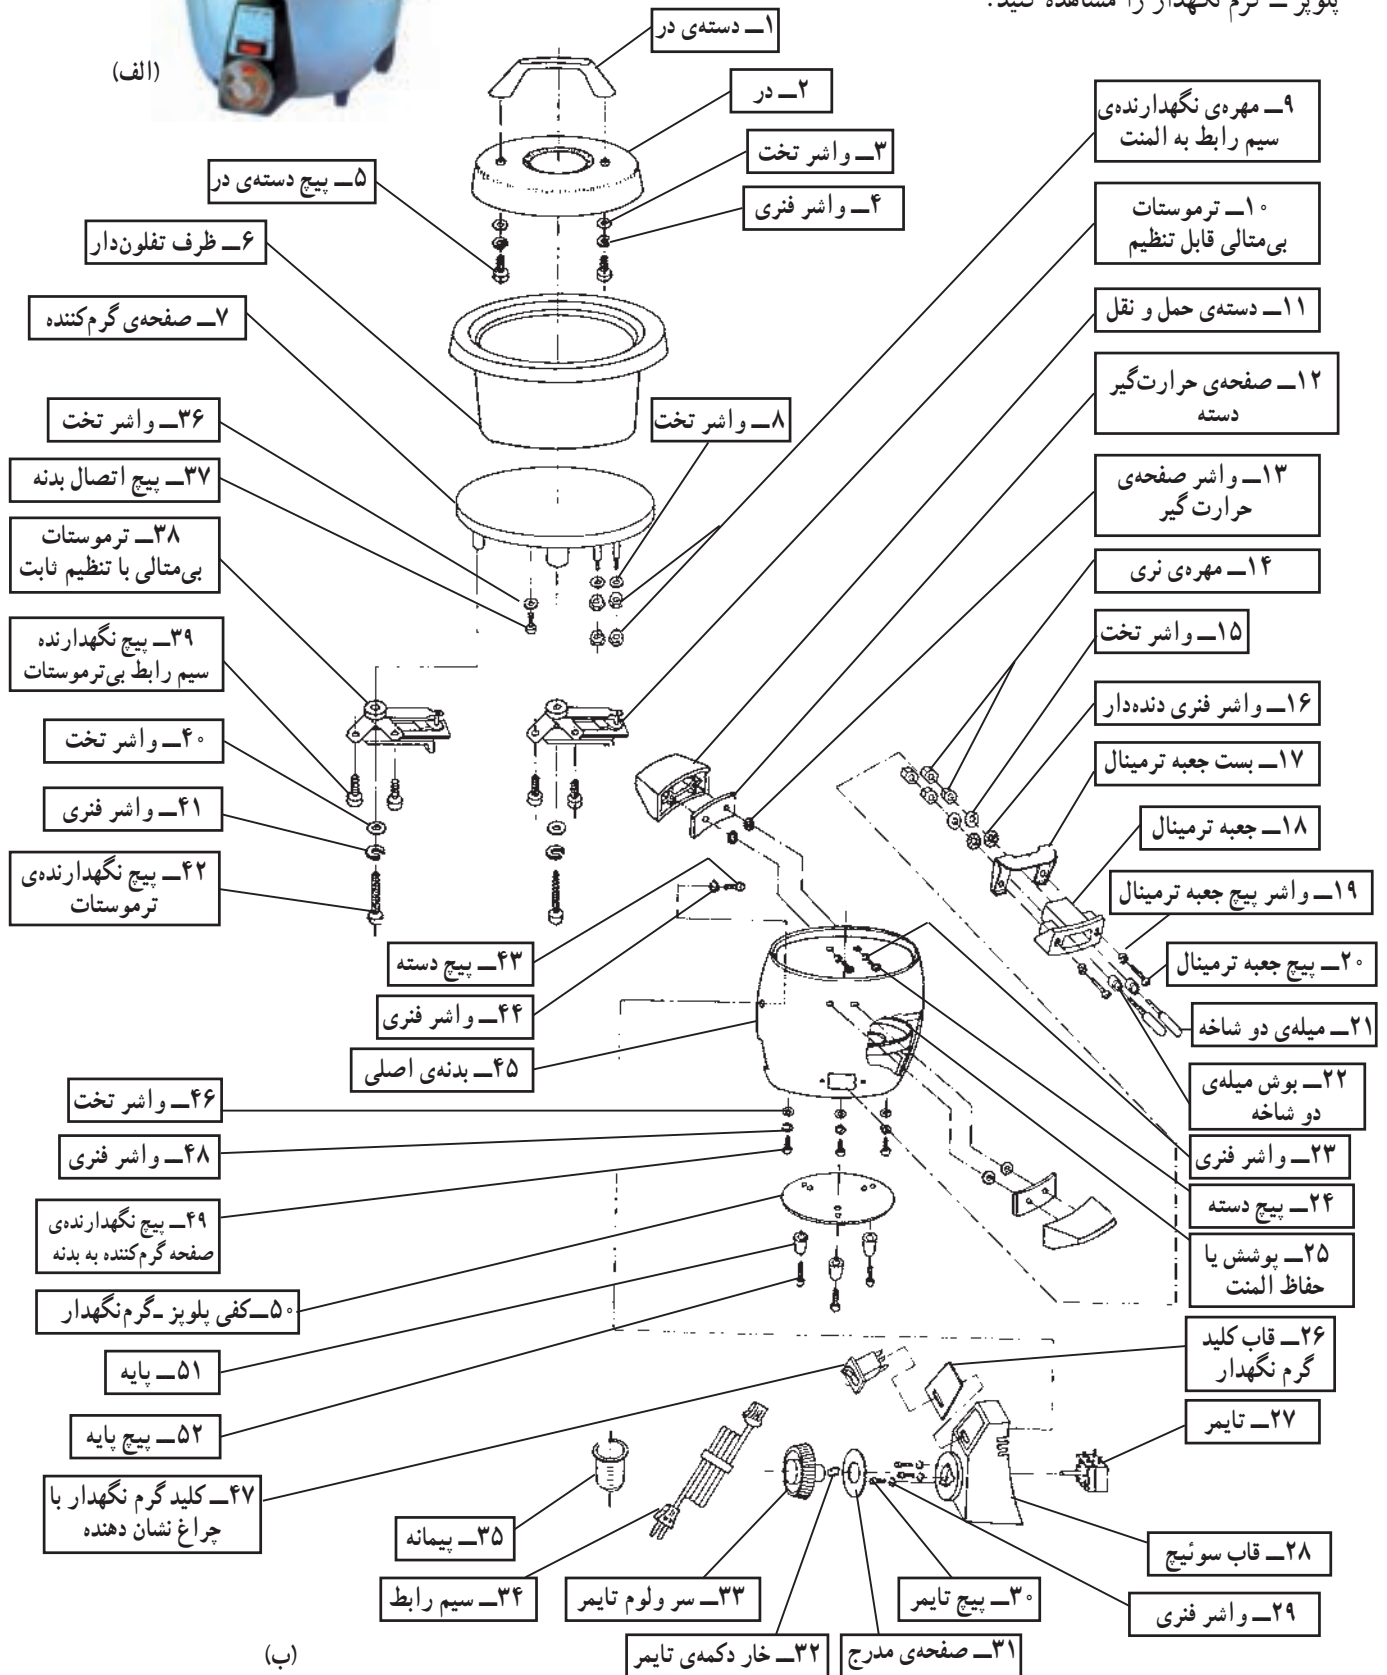 پلوپز ــ گرم نگهدار را مشاهده کنید.
(الف)
۱ــ دسته‌ی در
۲ــ در
۳ــ واشر تخت
۴ــ واشر فنری
۵ــ پیچ دسته‌ی در
۶ــ ظرف تفلون‌دار
۷ــ صفحه‌ی گرم‌کننده
۸ــ واشر تخت
۹ــ مهره‌ی نگهدارنده‌ی
سیم رابط به المنت
۱۰ــ ترموستات
بی‌متالی قابل تنظیم
۱۱ــ دسته‌ی حمل و نقل
۱۲ــ صفحه‌ی حرارت‌گیر
دسته
۱۳ــ واشر صفحه‌ی
حرارت گیر
۱۴ــ مهره‌ی نری
۱۵ــ واشر تخت
۱۶ــ واشر فنری دنده‌دار
۱۷ــ بست جعبه ترمینال
۱۸ــ جعبه ترمینال
۱۹ــ واشر پیچ جعبه ترمینال
۲۰ــ پیچ جعبه ترمینال
۲۱ــ میله‌ی دو شاخه
۲۲ــ بوش میله‌ی
دو شاخه
۲۳ــ واشر فنری
۲۴ــ پیچ دسته
۲۵ــ پوشش یا
حفاظ المنت
۲۶ــ قاب کلید
گرم نگهدار
۲۷ــ تایمر
۲۸ــ قاب سوئیچ
۲۹ــ واشر فنری
۳۰ــ پیچ تایمر
۳۱ــ صفحه‌ی مدرج
۳۲ــ خار دکمه‌ی تایمر
۳۳ــ سر ولوم تایمر
۳۴ــ سیم رابط
۳۵ــ پیمانه
۳۶ــ واشر تخت
۳۷ــ پیچ اتصال بدنه
۳۸ــ ترموستات
بی‌متالی با تنظیم ثابت
۳۹ــ پیچ نگهدارنده
سیم رابط بی‌ترموستات
۴۰ــ واشر تخت
۴۱ــ واشر فنری
۴۲ــ پیچ نگهدارنده‌ی
ترموستات
۴۳ــ پیچ دسته
۴۴ــ واشر فنری
۴۵ــ بدنه‌ی اصلی
۴۶ــ واشر تخت
۴۸ــ واشر فنری
۴۹ــ پیچ نگهدارنده‌ی
صفحه گرم‌کننده به بدنه
۵۰ــ کفی پلوپز ـ گرم‌نگهدار
۵۱ــ پایه
۵۲ــ پیچ پایه
۴۷ــ کلید گرم نگهدار با
چراغ نشان دهنده
(ب)